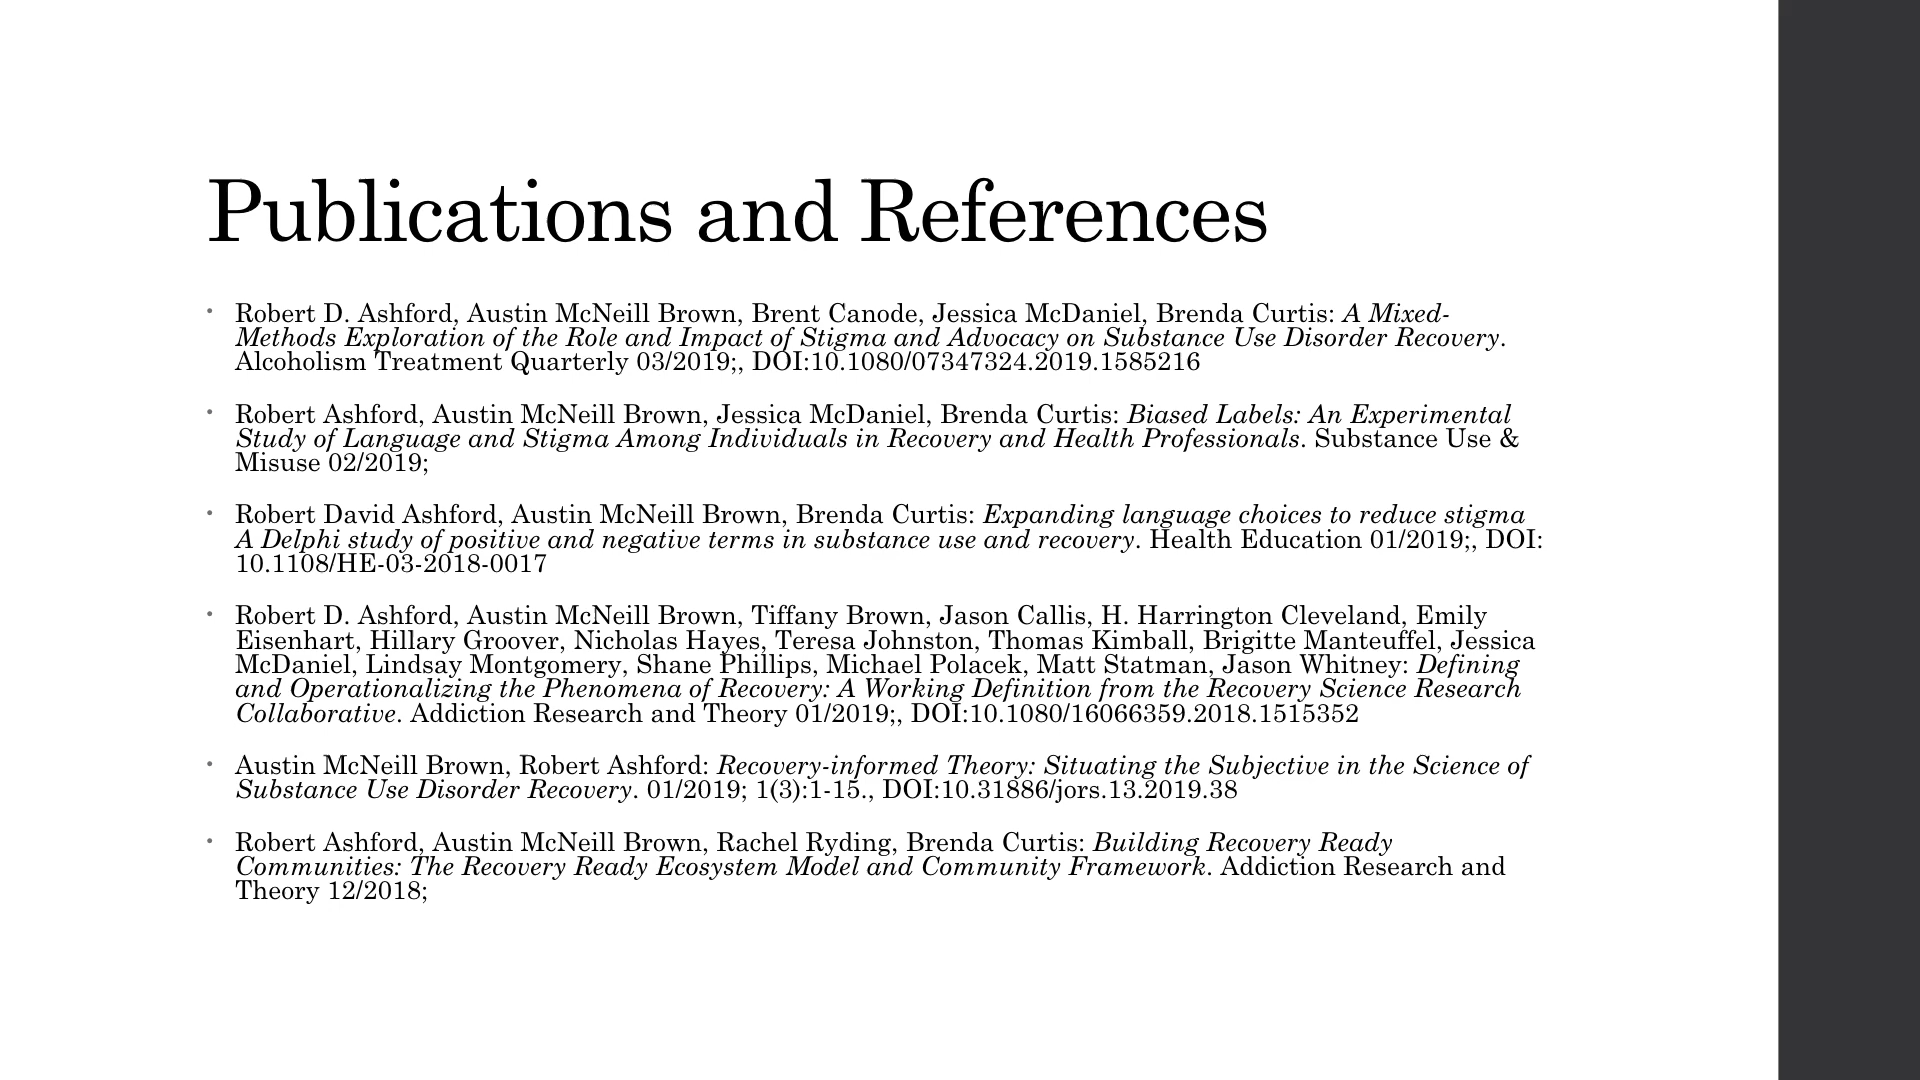 Publications and References
• Robert D. Ashford, Austin McNeill Brown, Brent Canode, Jessica McDaniel, Brenda Curtis: A Mixed-
Methods Exploration of the Role and Impact of Stigma and Advocacy on Substance Use Disorder Recovery.
Alcoholism Treatment Quarterly 03/2019;, DOI:10.1080/07347324.2019.1585216
• Robert Ashford, Austin McNeill Brown, Jessica McDaniel, Brenda Curtis: Biased Labels: An Experimental
Study of Language and Stigma Among Individuals in Recovery and Health Professionals. Substance Use &
Misuse 02/2019;
• Robert David Ashford, Austin McNeill Brown, Brenda Curtis: Expanding language choices to reduce stigma
A Delphi study of positive and negative terms in substance use and recovery. Health Education 01/2019;, DOI:
10.1108/HE-03-2018-0017
• Robert D. Ashford, Austin McNeill Brown, Tiffany Brown, Jason Callis, H. Harrington Cleveland, Emily
Eisenhart, Hillary Groover, Nicholas Hayes, Teresa Johnston, Thomas Kimball, Brigitte Manteuffel, Jessica
McDaniel, Lindsay Montgomery, Shane Phillips, Michael Polacek, Matt Statman, Jason Whitney: Defining
and Operationalizing the Phenomena of Recovery: A Working Definition from the Recovery Science Research
Collaborative. Addiction Research and Theory 01/2019;, DOI:10.1080/16066359.2018.1515352
• Austin McNeill Brown, Robert Ashford: Recovery-informed Theory: Situating the Subjective in the Science of
Substance Use Disorder Recovery. 01/2019; 1(3):1-15., DOI:10.31886/jors.13.2019.38
• Robert Ashford, Austin McNeill Brown, Rachel Ryding, Brenda Curtis: Building Recovery Ready
Communities: The Recovery Ready Ecosystem Model and Community Framework. Addiction Research and
Theory 12/2018;